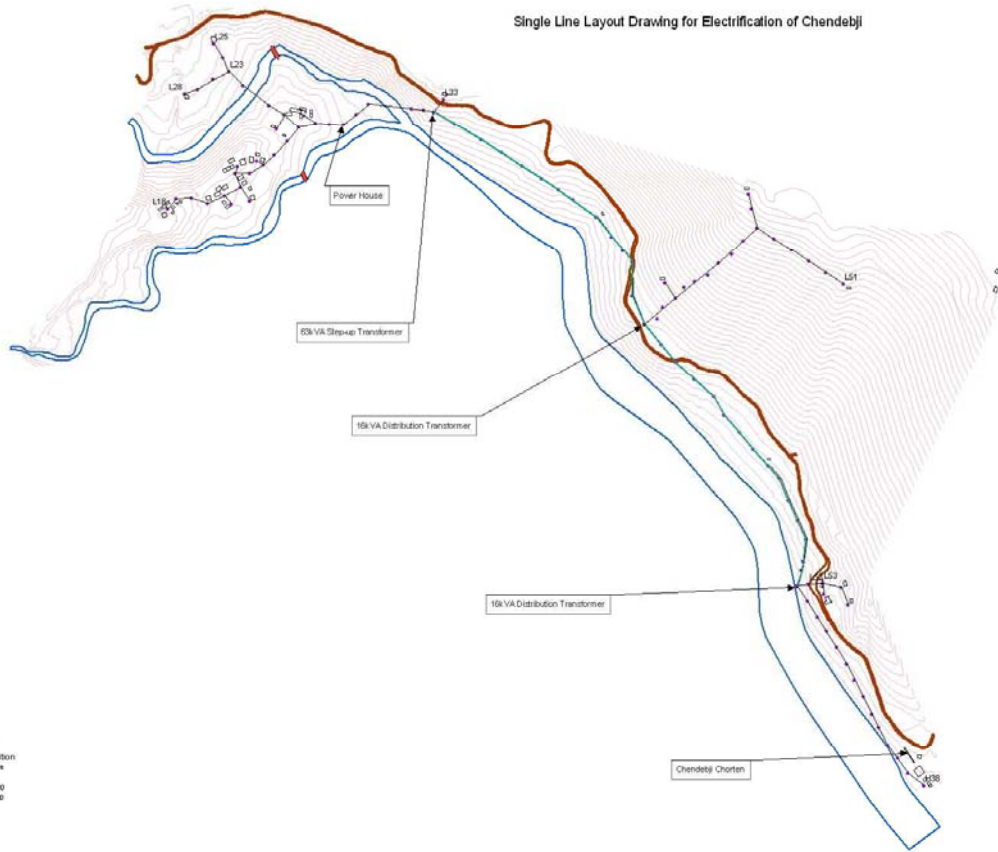 Single Line Layout Drawing for Electrification of Chendebji
L25
L23
L28
L33
L18
Power House
L51
63kVA Step-up Transformer
16kVA Distribution Transformer
L53
16kVA Distribution Transformer
Chendebji Chorten
H38